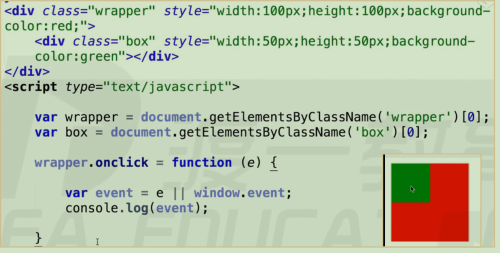 <div class="wrapper" style="width:100px;height:100px;background-
color:red;">
<div class="box" style="width:50px;height:50px;background-
color:green"></div>
</div>
<script type="text/javascript">
var wrapper = document.getElementsByClassName('wrapper')[0];
var box = document.getElementsByClassName('box')[0];
wrapper.onclick = function (e) {
var event = e || window.event;
console.log(event);
}